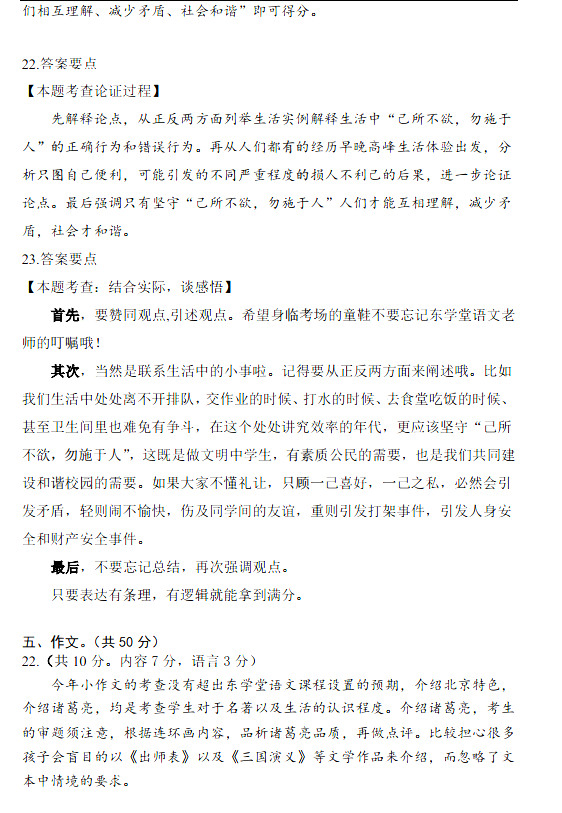 们相互理解、减少矛盾、社会和谐”即可得分。
22.答案要点
【本题考查论证过程】
先解释论点，从正反两方面列举生活实例解释生活中“己所不欲，勿施于
人”的正确行为和错误行为。再从人们都有的经历早晚高峰生活体验出发，分
析只图自己便利，可能引发的不同严重程度的损人不利己的后果，进一步论证
论点。最后强调只有坚守“己所不欲，勿施于人”人们才能互相理解，减少矛
盾，社会才和谐。
23.答案要点
【本题考查：结合实际，谈感悟】
首先，要赞同观点,引述观点。希望身临考场的童鞋不要忘记东学堂语文老
师的叮嘱哦！
其次，当然是联系生活中的小事啦。记得要从正反两方面来阐述哦。比如
我们生活中处处离不开排队，交作业的时候、打水的时候、去食堂吃饭的时候、
甚至卫生间里也难免有争斗，在这个处处讲究效率的年代，更应该坚守“己所
不欲，勿施于人”，这既是做文明中学生，有素质公民的需要，也是我们共同建
设和谐校园的需要。如果大家不懂礼让，只顾一己喜好，一己之私，必然会引
发矛盾，轻则闹不愉快，伤及同学间的友谊，重则引发打架事件，引发人身安
全和财产安全事件。
最后，不要忘记总结，再次强调观点。
只要表达有条理，有逻辑就能拿到满分。
五、作文。（共 50 分）
22.（共 10 分。内容 7 分，语言 3 分）
今年小作文的考查没有超出东学堂语文课程设置的预期，介绍北京特色，
介绍诸葛亮，均是考查学生对于名著以及生活的认识程度。介绍诸葛亮，考生
的审题须注意，根据连环画内容，品析诸葛亮品质，再做点评。比较担心很多
孩子会盲目的以《出师表》以及《三国演义》等文学作品来介绍，而忽略了文
本中情境的要求。